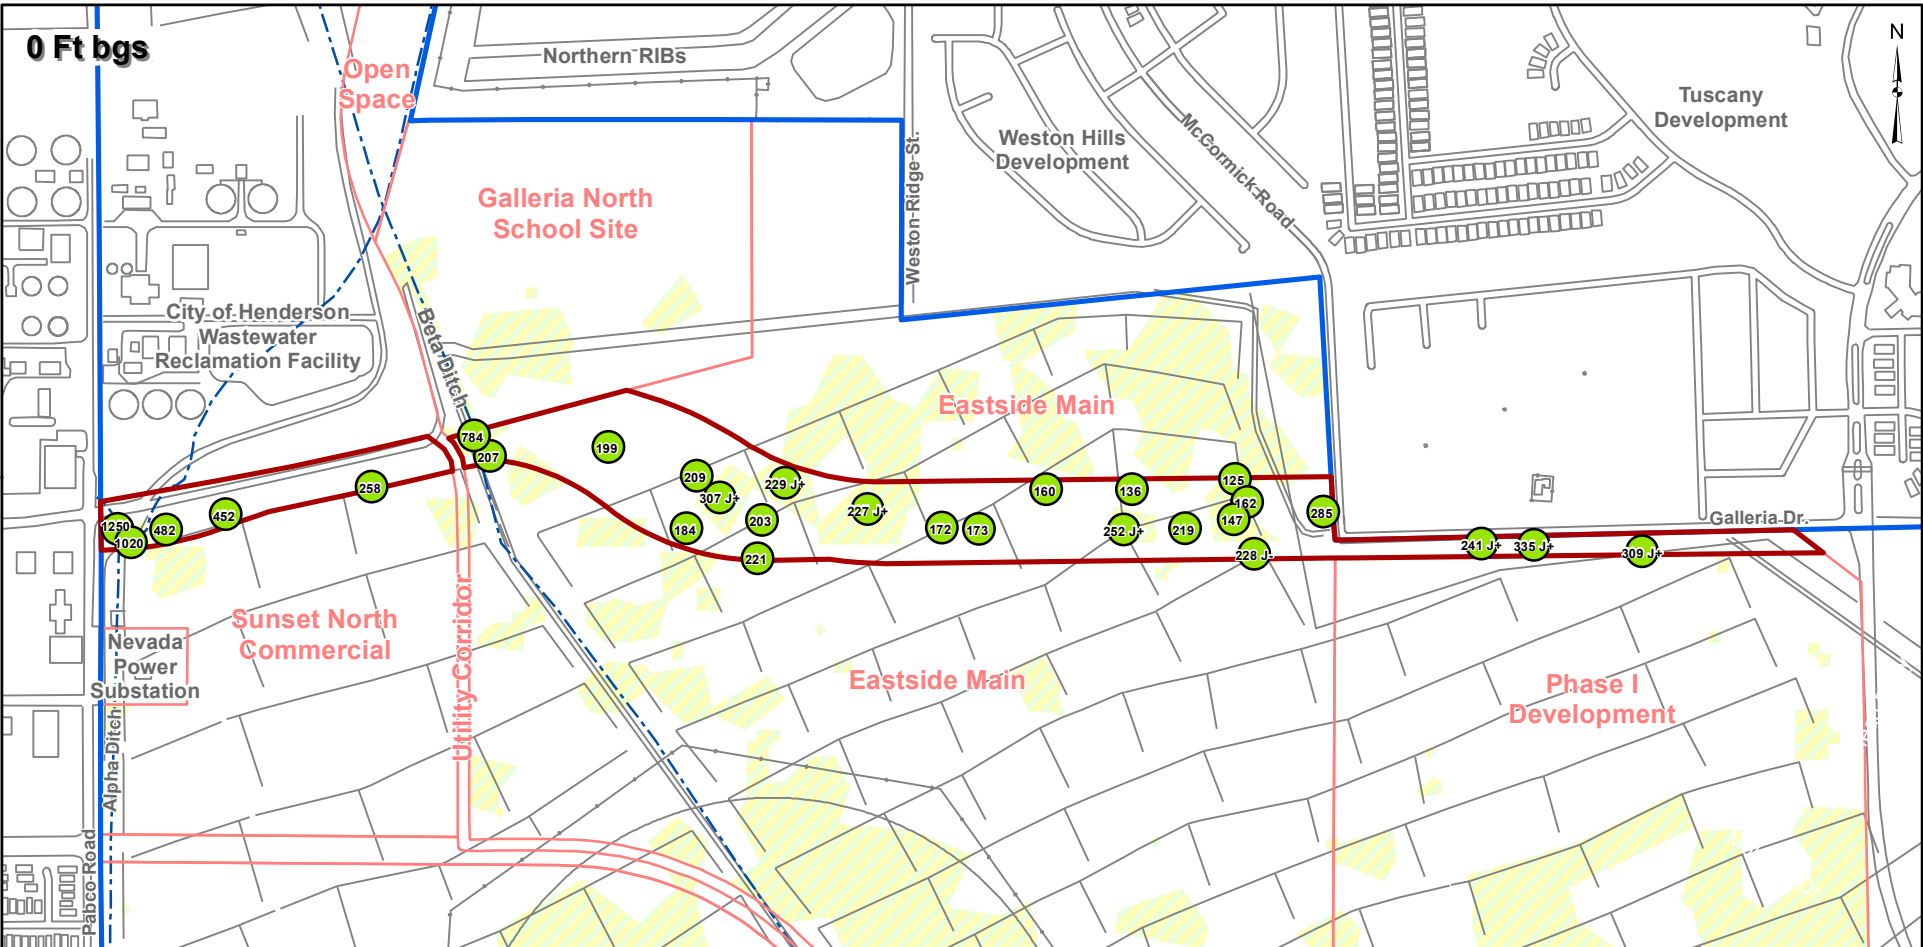 0 Ft bgs
N
Open
Space
Northern RIBs
Tuscany
Development
Weston Hills
Development
McCormick Road
Weston Ridge St.
Galleria North
School Site
City of Henderson
Wastewater
Reclamation Facility
Beta Ditch
Eastside Main
784
207
199
209
307 J+
229 J+
227 J+
203
184
221
172
173
160
136
125
162
147
252 J+
219
228 J-
285
241 J+
335 J+
309 J+
Galleria Dr.
258
452
482
1250
1020
Sunset North
Commercial
Utility Corridor
Nevada
Power
Substation
Eastside Main
Phase I
Development
Alpha Ditch
Pabco Road